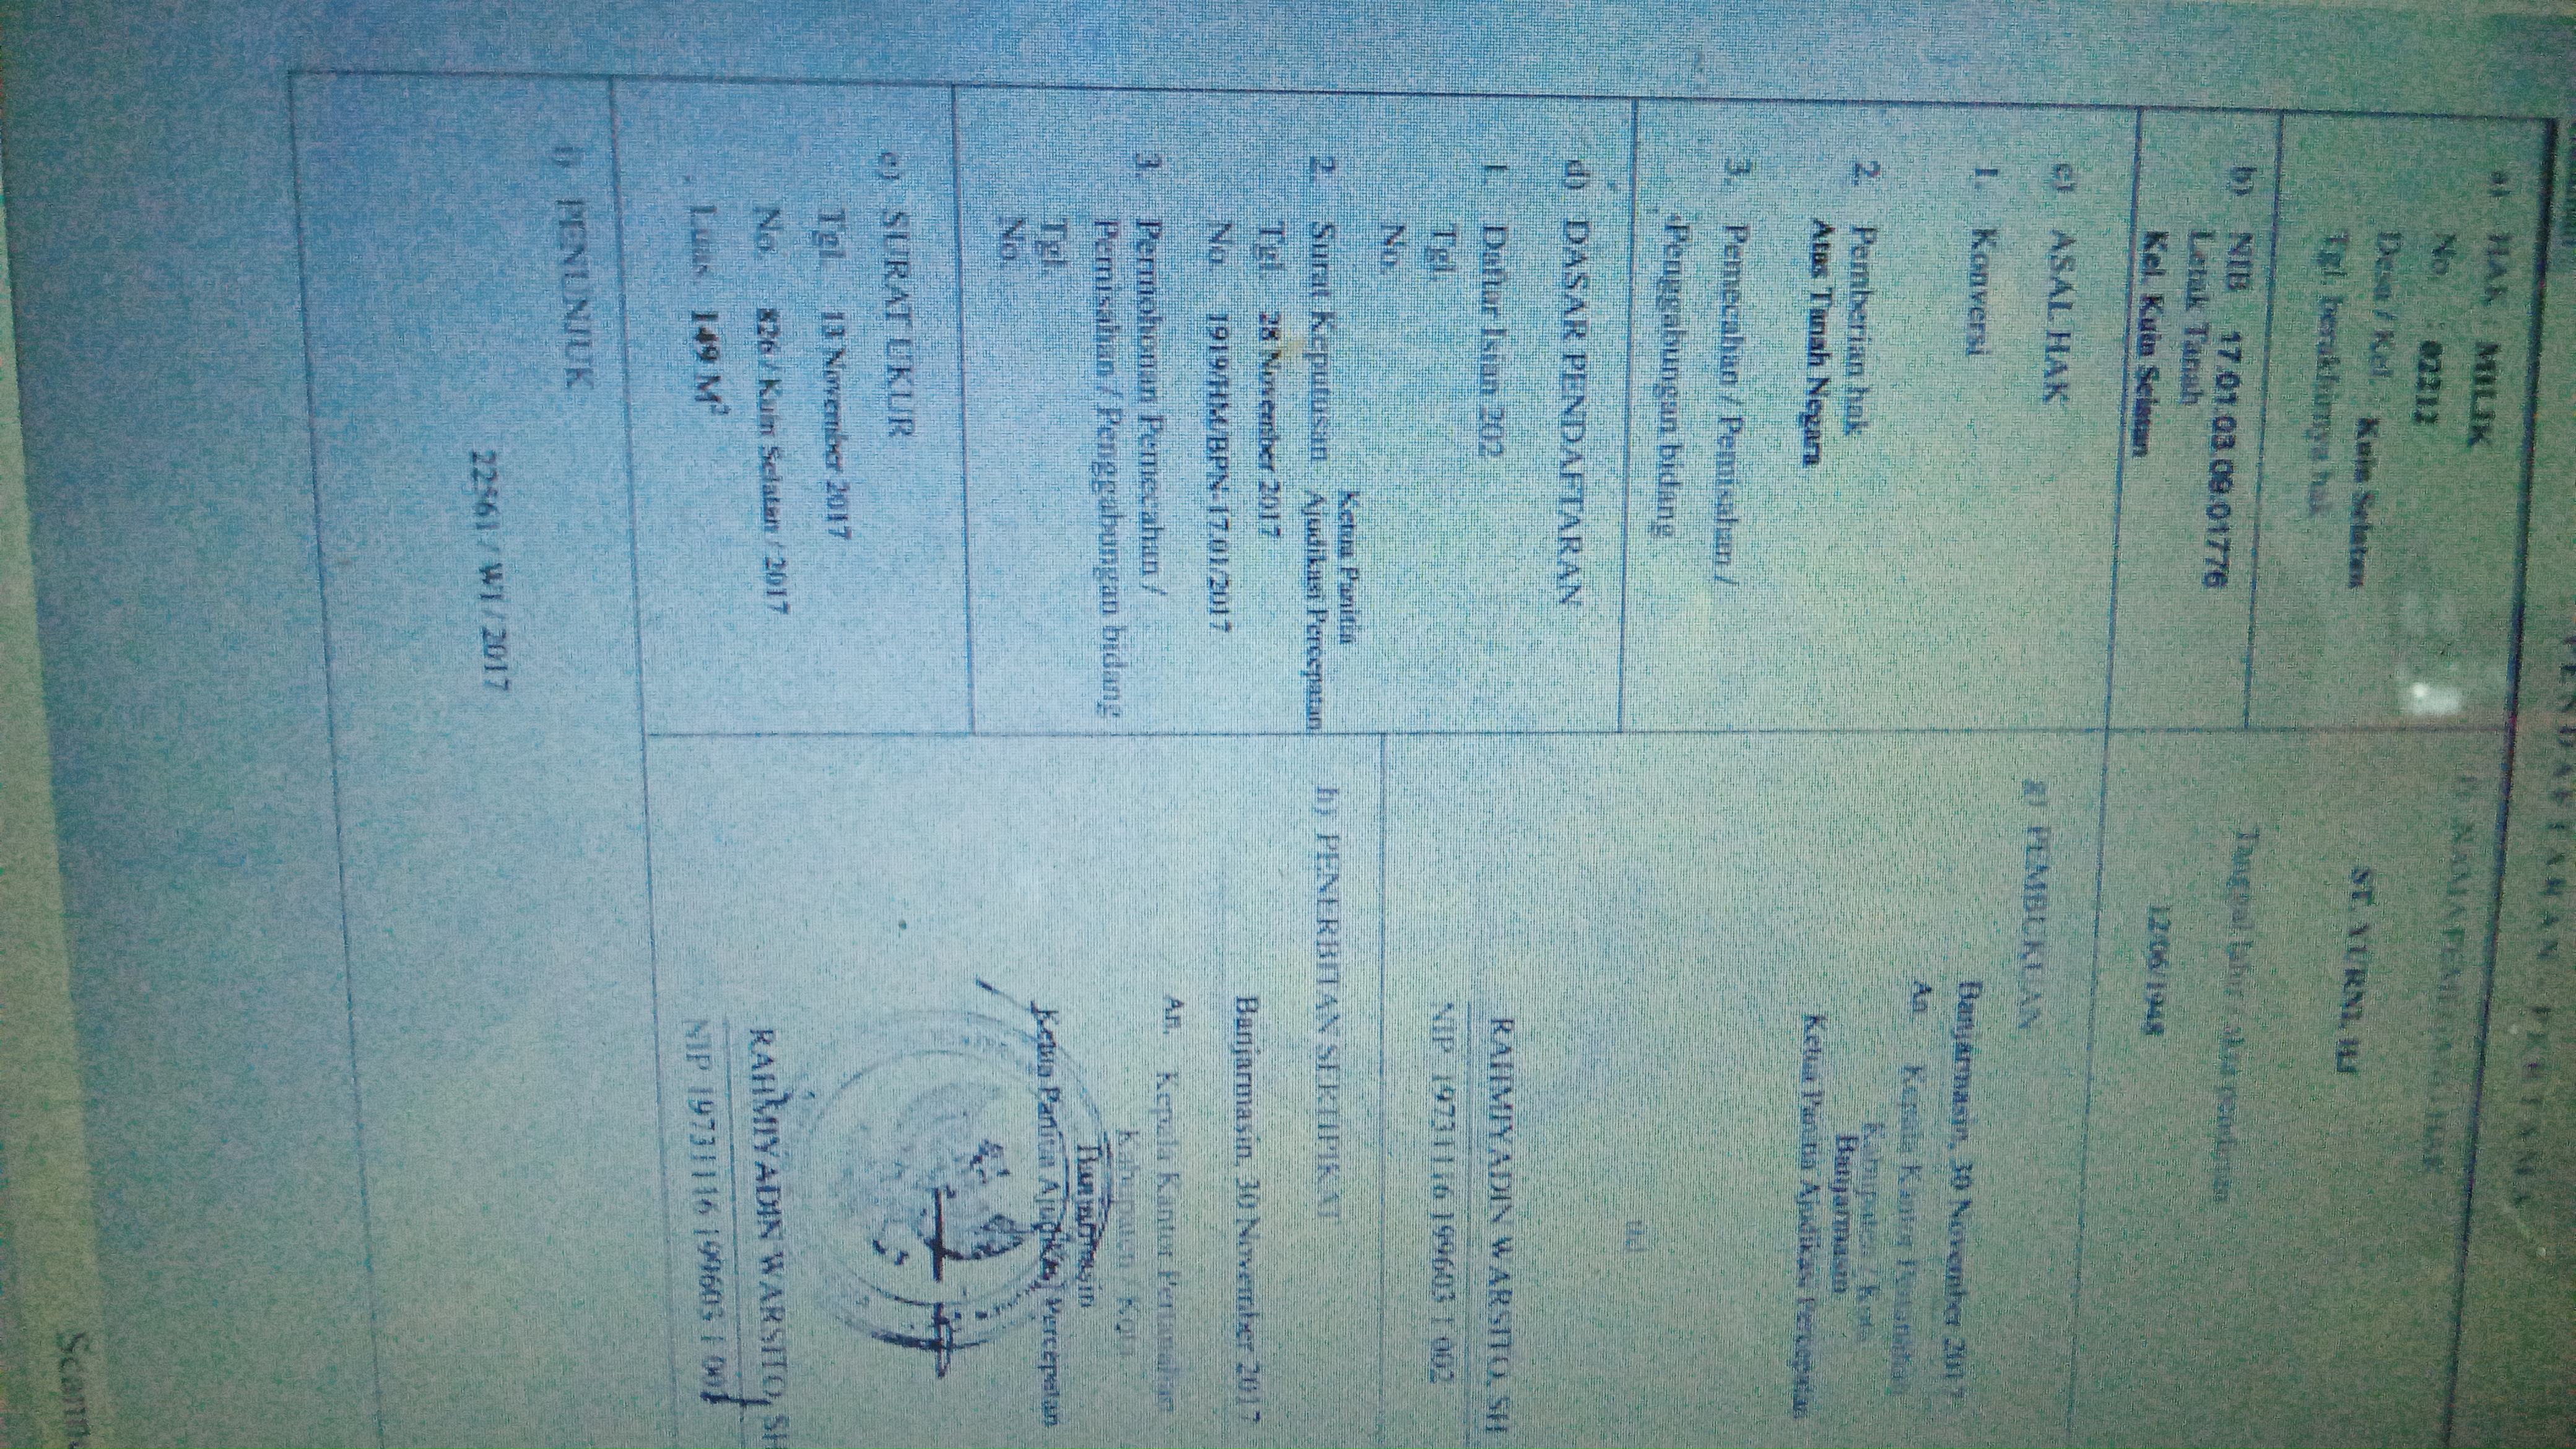 PENDAFTARAN PERTAMA
a) HAK : MILIK
No. : 02212
Desa / Kel. : Kuin Selatan
Tgl. berakhirnya hak
b) NIB 17.01.03.09.01776
Letak Tanah
Kel. Kuin Selatan
c) ASAL HAK
1. Konversi
2. Pemberian hak
Atas Tanah Negara
3. Pemecahan / Pemisahan /
Penggabungan bidang
d) DASAR PENDAFTARAN
1. Daftar Isian 202
Tgl.
No.
Ketua Panitia
2. Surat Keputusan Ajudikasi Percepatan
Tgl. 28 November 2017
No. 1919/HM/BPN-17.01/2017
3. Permohonan Pemecahan /
Pemisahan / Penggabungan bidang
Tgl.
No.
e) SURAT UKUR
Tgl. 13 November 2017
No. 826 / Kuin Selatan / 2017
Luas. 149 M²
f) NAMA PEMEGANG HAK
ST. NURNI, HJ
Tanggal lahir / akta pendirian
12/06/1948
g) PEMBUKUAN
Banjarmasin, 30 November 2017
An. Kepala Kantor Pertanahan
Kabupaten / Kota
Banjarmasin
Ketua Panitia Ajudikasi Percepatan
ttd
RAHMIYADIN WARSITO, SH
NIP 19731116 199603 1 002
h) PENERBITAN SERTIPIKAT
Banjarmasin, 30 November 2017
An. Kepala Kantor Pertanahan
Kabupaten / Kota
Banjarmasin
Ketua Panitia Ajudikasi Percepatan
RAHMIYADIN WARSITO, SH
NIP 19731116 199603 1 002
i) PENUNJUK
22561 / WI / 2017